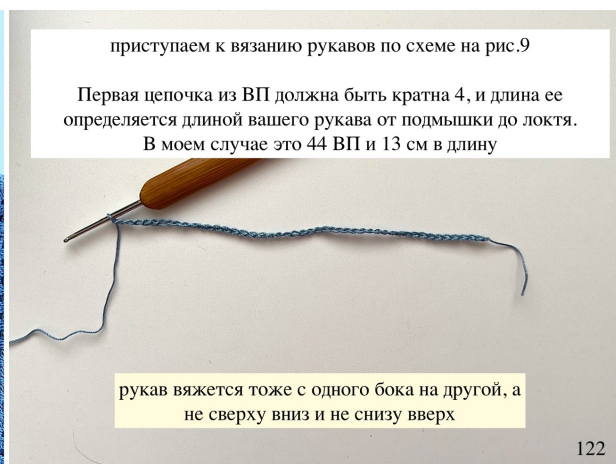 приступаем к вязанию рукавов по схеме на рис.9
Первая цепочка из ВП должна быть кратна 4, и длина ее
определяется длиной вашего рукава от подмышки до локтя.
В моем случае это 44 ВП и 13 см в длину
рукав вяжется тоже с одного бока на другой, а
не сверху вниз и не снизу вверх
122